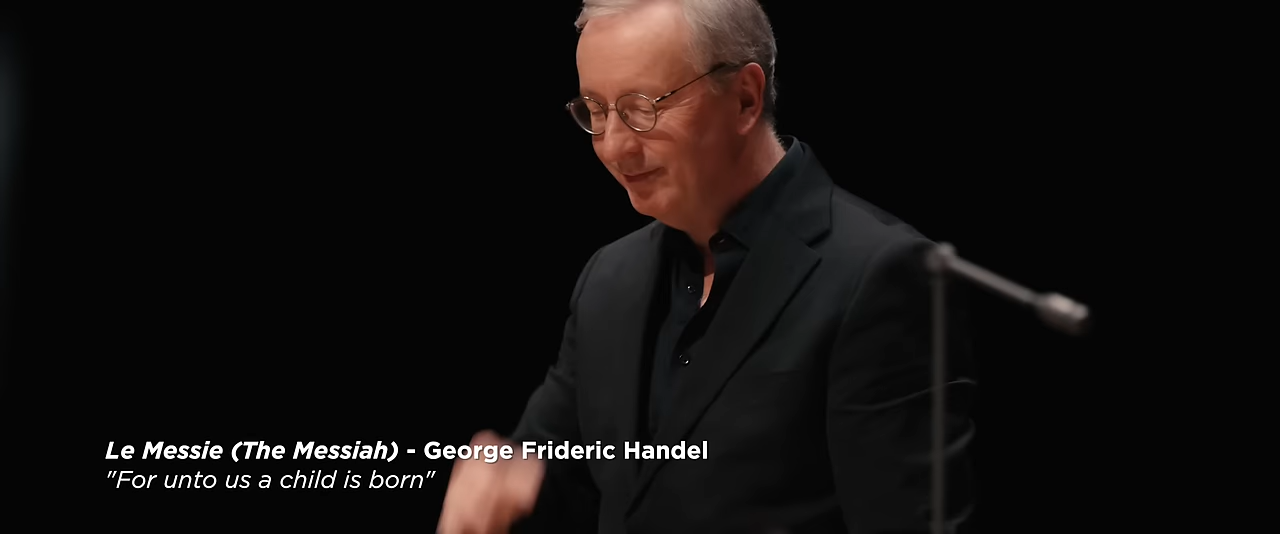 Le Messie (The Messiah) - George Frideric Handel
"For unto us a child is born"